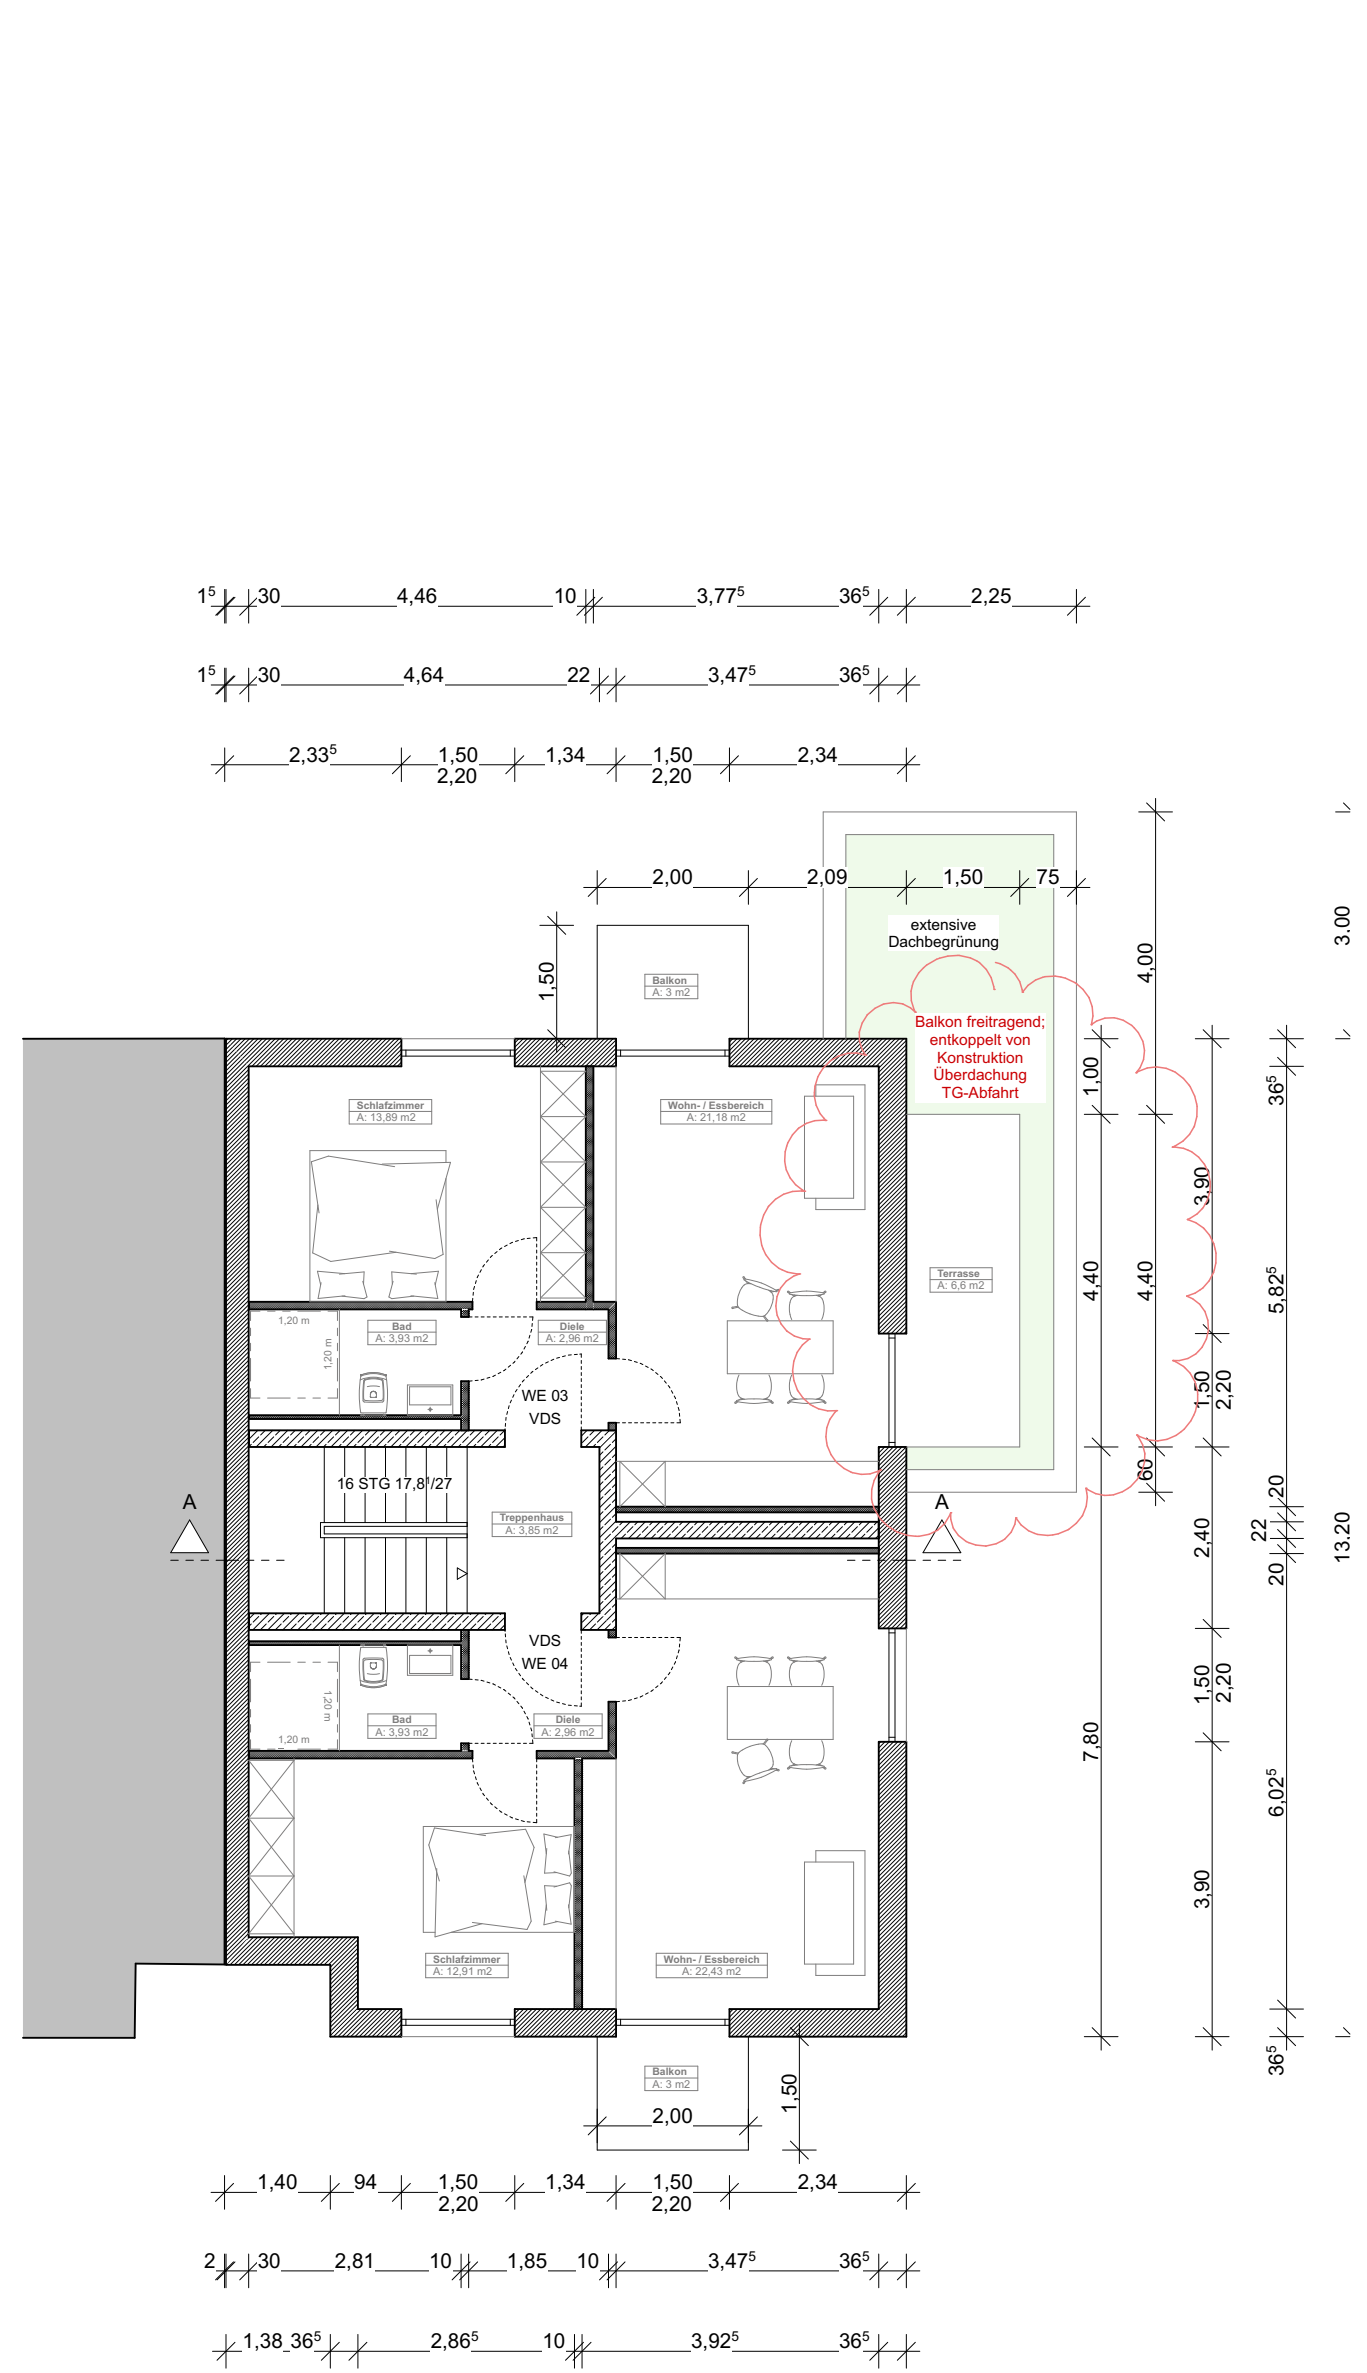 1⁵ 30 4,46 10 3,77⁵ 36⁵ 2,25
1⁵ 30 4,64 22 3,47⁵ 36⁵
2,33⁵ 1,50 1,34 1,50 2,34
2,20 2,20
2,00 2,09 1,50 75
extensive
Dachbegrünung
3.00
4,00
1,50
Balkon
A: 3 m2
Balkon freitragend;
entkoppelt von
Konstruktion
Überdachung
TG-Abfahrt
1,00
36⁵
Schlafzimmer
A: 13,89 m2
Wohn- / Essbereich
A: 21,18 m2
3,90
Terrasse
A: 6,6 m2
4,40
4,40
5,82⁵
1,20 m
1,20 m
Bad
A: 3,93 m2
Diele
A: 2,96 m2
WE 03
VDS
1,50
2,20
60
16 STG 17,8¹/27
A
Treppenhaus
A: 3,85 m2
A
20
22
20
2,40
13.20
VDS
WE 04
1,20 m
1,20 m
Bad
A: 3,93 m2
Diele
A: 2,96 m2
1,50
2,20
7,80
6,02⁵
3,90
Schlafzimmer
A: 12,91 m2
Wohn- / Essbereich
A: 22,43 m2
36⁵
Balkon
A: 3 m2
1,50
2,00
1,40 94 1,50 1,34 1,50 2,34
2,20 2,20
2 30 2,81 10 1,85 10 3,47⁵ 36⁵
1,38 36⁵ 2,86⁵ 10 3,92⁵ 36⁵